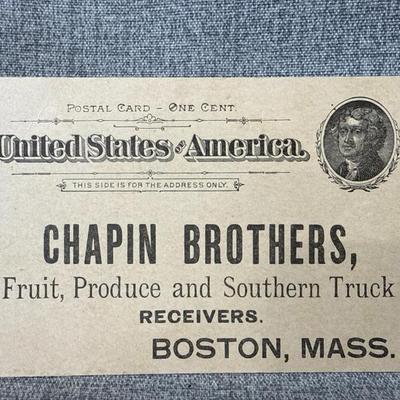 POSTAL CARD – ONE CENT.
United States of America.
THIS SIDE IS FOR THE ADDRESS ONLY.
CHAPIN BROTHERS,
Fruit, Produce and Southern Truck
RECEIVERS.
BOSTON, MASS.